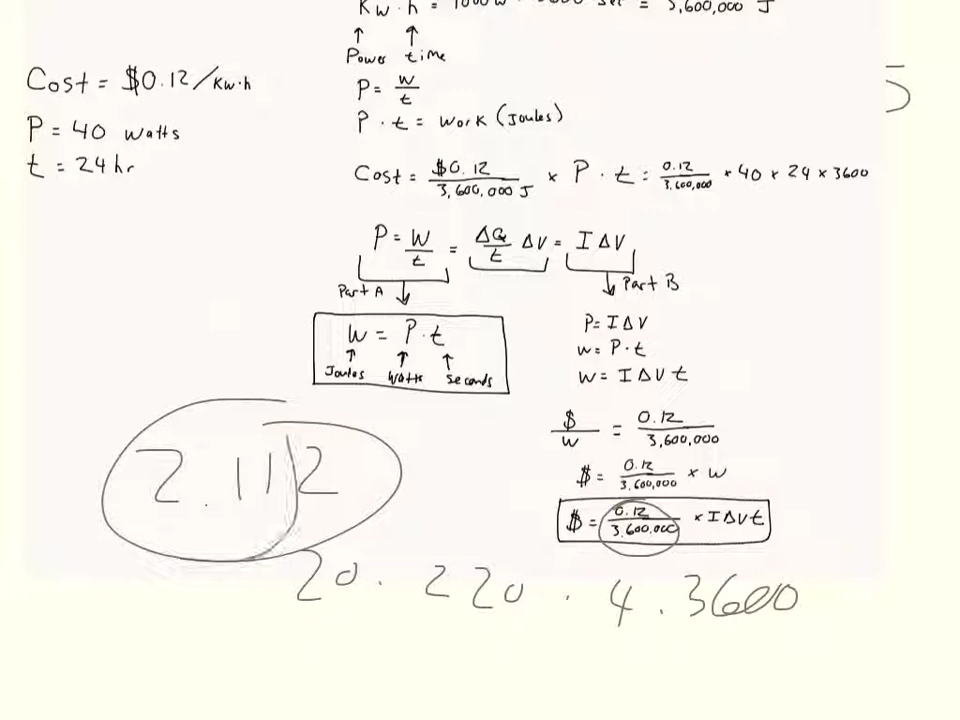 Kw·h = 1000w · 3600 sec = 3,600,000 J
↑ ↑
Power time
Cost = $0.12/Kw·h
P = 40 watts
t = 24hr
P = W/t
P · t = Work (Joules)
5
Cost = $0.12/3,600,000 J × P · t = 0.12/3,600,000 * 40 × 24 × 3600
P = W/t = ΔQ/t ΔV = I ΔV
Part A
Part B
W = P · t
↑ ↑ ↑
Joules Watts Seconds
P = I ΔV
W = P · t
W = I ΔV t
$/W = 0.12/3,600,000
$ = 0.12/3,600,000 × W
$ = 0.12/3,600,000 × I ΔV t
2.112
20 . 220 . 4 . 3600